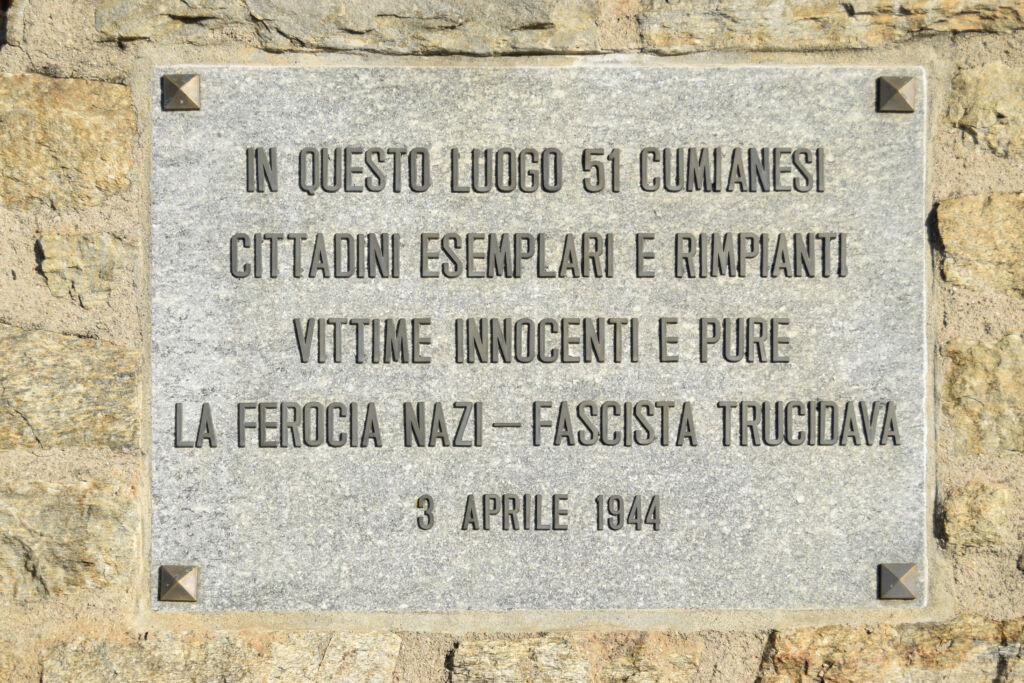 IN QUESTO LUOGO 51 CUMIANESI
CITTADINI ESEMPLARI E RIMPIANTI
VITTIME INNOCENTI E PURE
LA FEROCIA NAZI – FASCISTA TRUCIDAVA
3 APRILE 1944